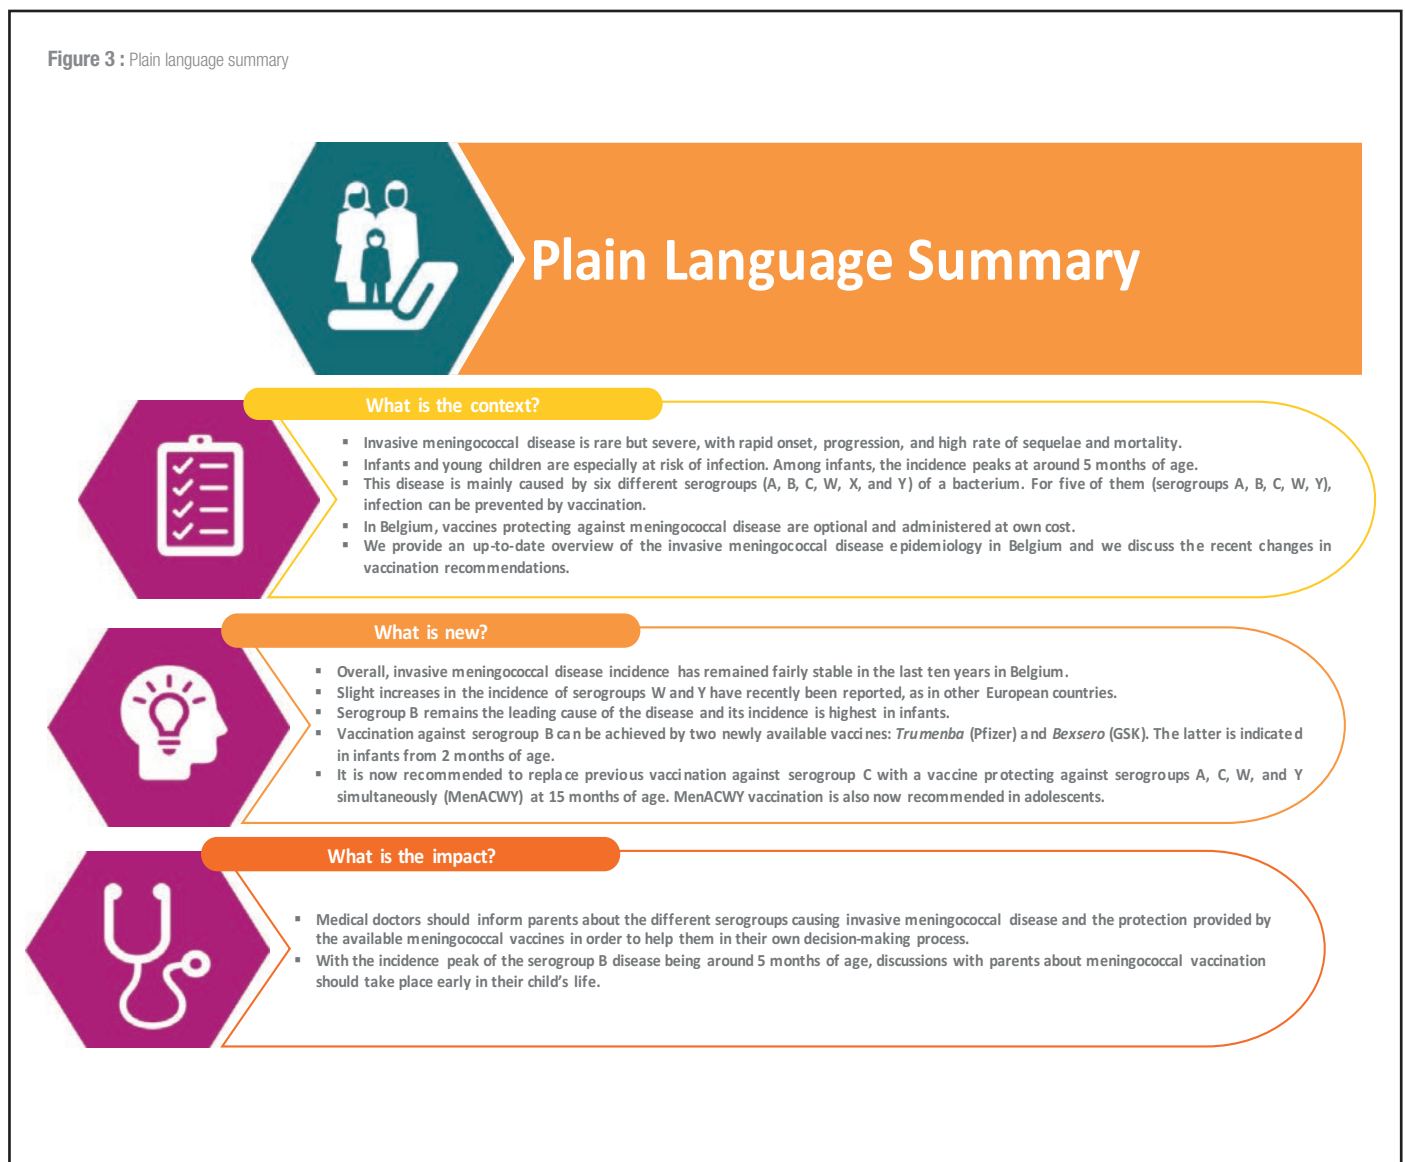 Figure 3 : Plain language summary
Plain Language Summary
What is the context?
▪ Invasive meningococcal disease is rare but severe, with rapid onset, progression, and high rate of sequelae and mortality.
▪ Infants and young children are especially at risk of infection. Among infants, the incidence peaks at around 5 months of age.
▪ This disease is mainly caused by six different serogroups (A, B, C, W, X, and Y) of a bacterium. For five of them (serogroups A, B, C, W, Y),
infection can be prevented by vaccination.
▪ In Belgium, vaccines protecting against meningococcal disease are optional and administered at own cost.
▪ We provide an up-to-date overview of the invasive meningococcal disease epidemiology in Belgium and we discuss the recent changes in
vaccination recommendations.
What is new?
▪ Overall, invasive meningococcal disease incidence has remained fairly stable in the last ten years in Belgium.
▪ Slight increases in the incidence of serogroups W and Y have recently been reported, as in other European countries.
▪ Serogroup B remains the leading cause of the disease and its incidence is highest in infants.
▪ Vaccination against serogroup B can be achieved by two newly available vaccines: Trumenba (Pfizer) and Bexsero (GSK). The latter is indicated
in infants from 2 months of age.
▪ It is now recommended to replace previous vaccination against serogroup C with a vaccine protecting against serogroups A, C, W, and Y
simultaneously (MenACWY) at 15 months of age. MenACWY vaccination is also now recommended in adolescents.
What is the impact?
▪ Medical doctors should inform parents about the different serogroups causing invasive meningococcal disease and the protection provided by
the available meningococcal vaccines in order to help them in their own decision-making process.
▪ With the incidence peak of the serogroup B disease being around 5 months of age, discussions with parents about meningococcal vaccination
should take place early in their child's life.